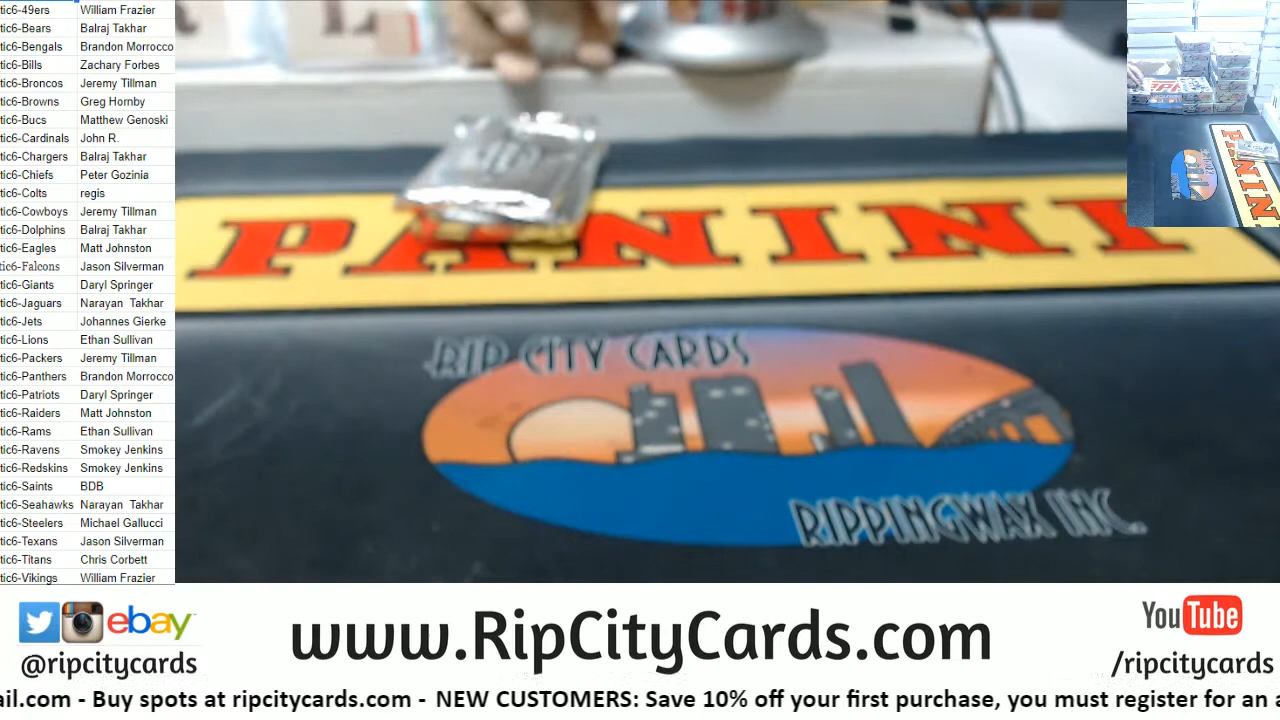 tic6-49ers William Frazier
tic6-Bears Balraj Takhar
tic6-Bengals Brandon Morrocco
tic6-Bills Zachary Forbes
tic6-Broncos Jeremy Tillman
tic6-Browns Greg Hornby
tic6-Bucs Matthew Genoski
tic6-Cardinals John R.
tic6-Chargers Balraj Takhar
tic6-Chiefs Peter Gozinia
tic6-Colts regis
tic6-Cowboys Jeremy Tillman
tic6-Dolphins Balraj Takhar
tic6-Eagles Matt Johnston
tic6-Falcons Jason Silverman
tic6-Giants Daryl Springer
tic6-Jaguars Narayan Takhar
tic6-Jets Johannes Gierke
tic6-Lions Ethan Sullivan
tic6-Packers Jeremy Tillman
tic6-Panthers Brandon Morrocco
tic6-Patriots Daryl Springer
tic6-Raiders Matt Johnston
tic6-Rams Ethan Sullivan
tic6-Ravens Smokey Jenkins
tic6-Redskins Smokey Jenkins
tic6-Saints BDB
tic6-Seahawks Narayan Takhar
tic6-Steelers Michael Gallucci
tic6-Texans Jason Silverman
tic6-Titans Chris Corbett
tic6-Vikings William Frazier
PANINI
RIP CITY CARDS
RIPPINGWAX INC.
PANINI
ebay
@ripcitycards
www.RipCityCards.com
YouTube
/ripcitycards
ail.com - Buy spots at ripcitycards.com - NEW CUSTOMERS: Save 10% off your first purchase, you must register for an a